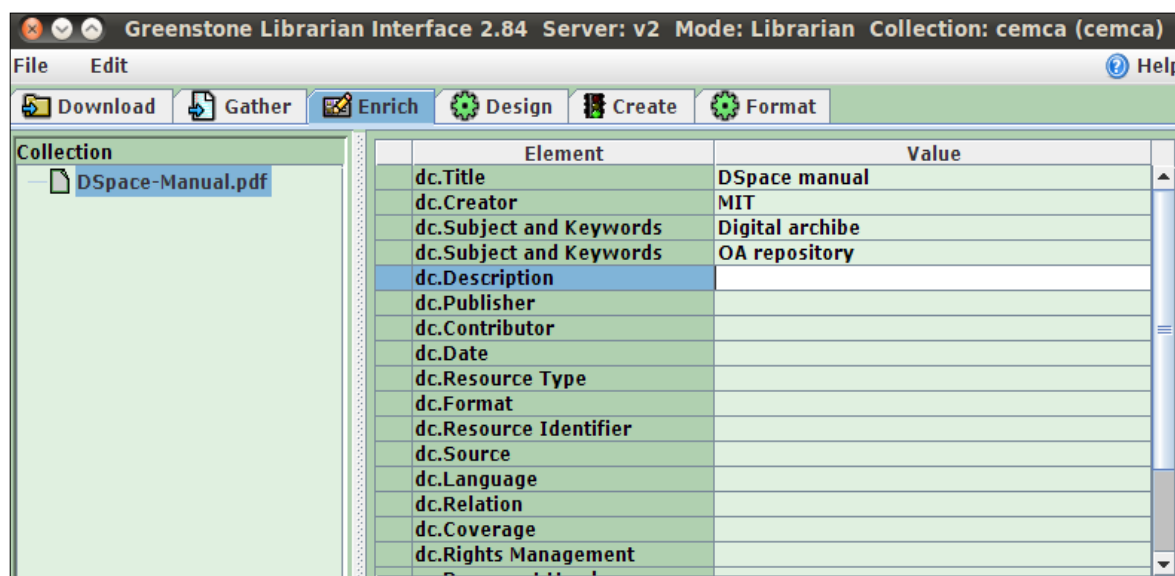 Greenstone Librarian Interface 2.84 Server: v2 Mode: Librarian Collection: cemca (cemca)
File Edit Help
Download Gather Enrich Design Create Format
Collection
DSpace-Manual.pdf
Element Value
dc.Title DSpace manual
dc.Creator MIT
dc.Subject and Keywords Digital archibe
dc.Subject and Keywords OA repository
dc.Description
dc.Publisher
dc.Contributor
dc.Date
dc.Resource Type
dc.Format
dc.Resource Identifier
dc.Source
dc.Language
dc.Relation
dc.Coverage
dc.Rights Management